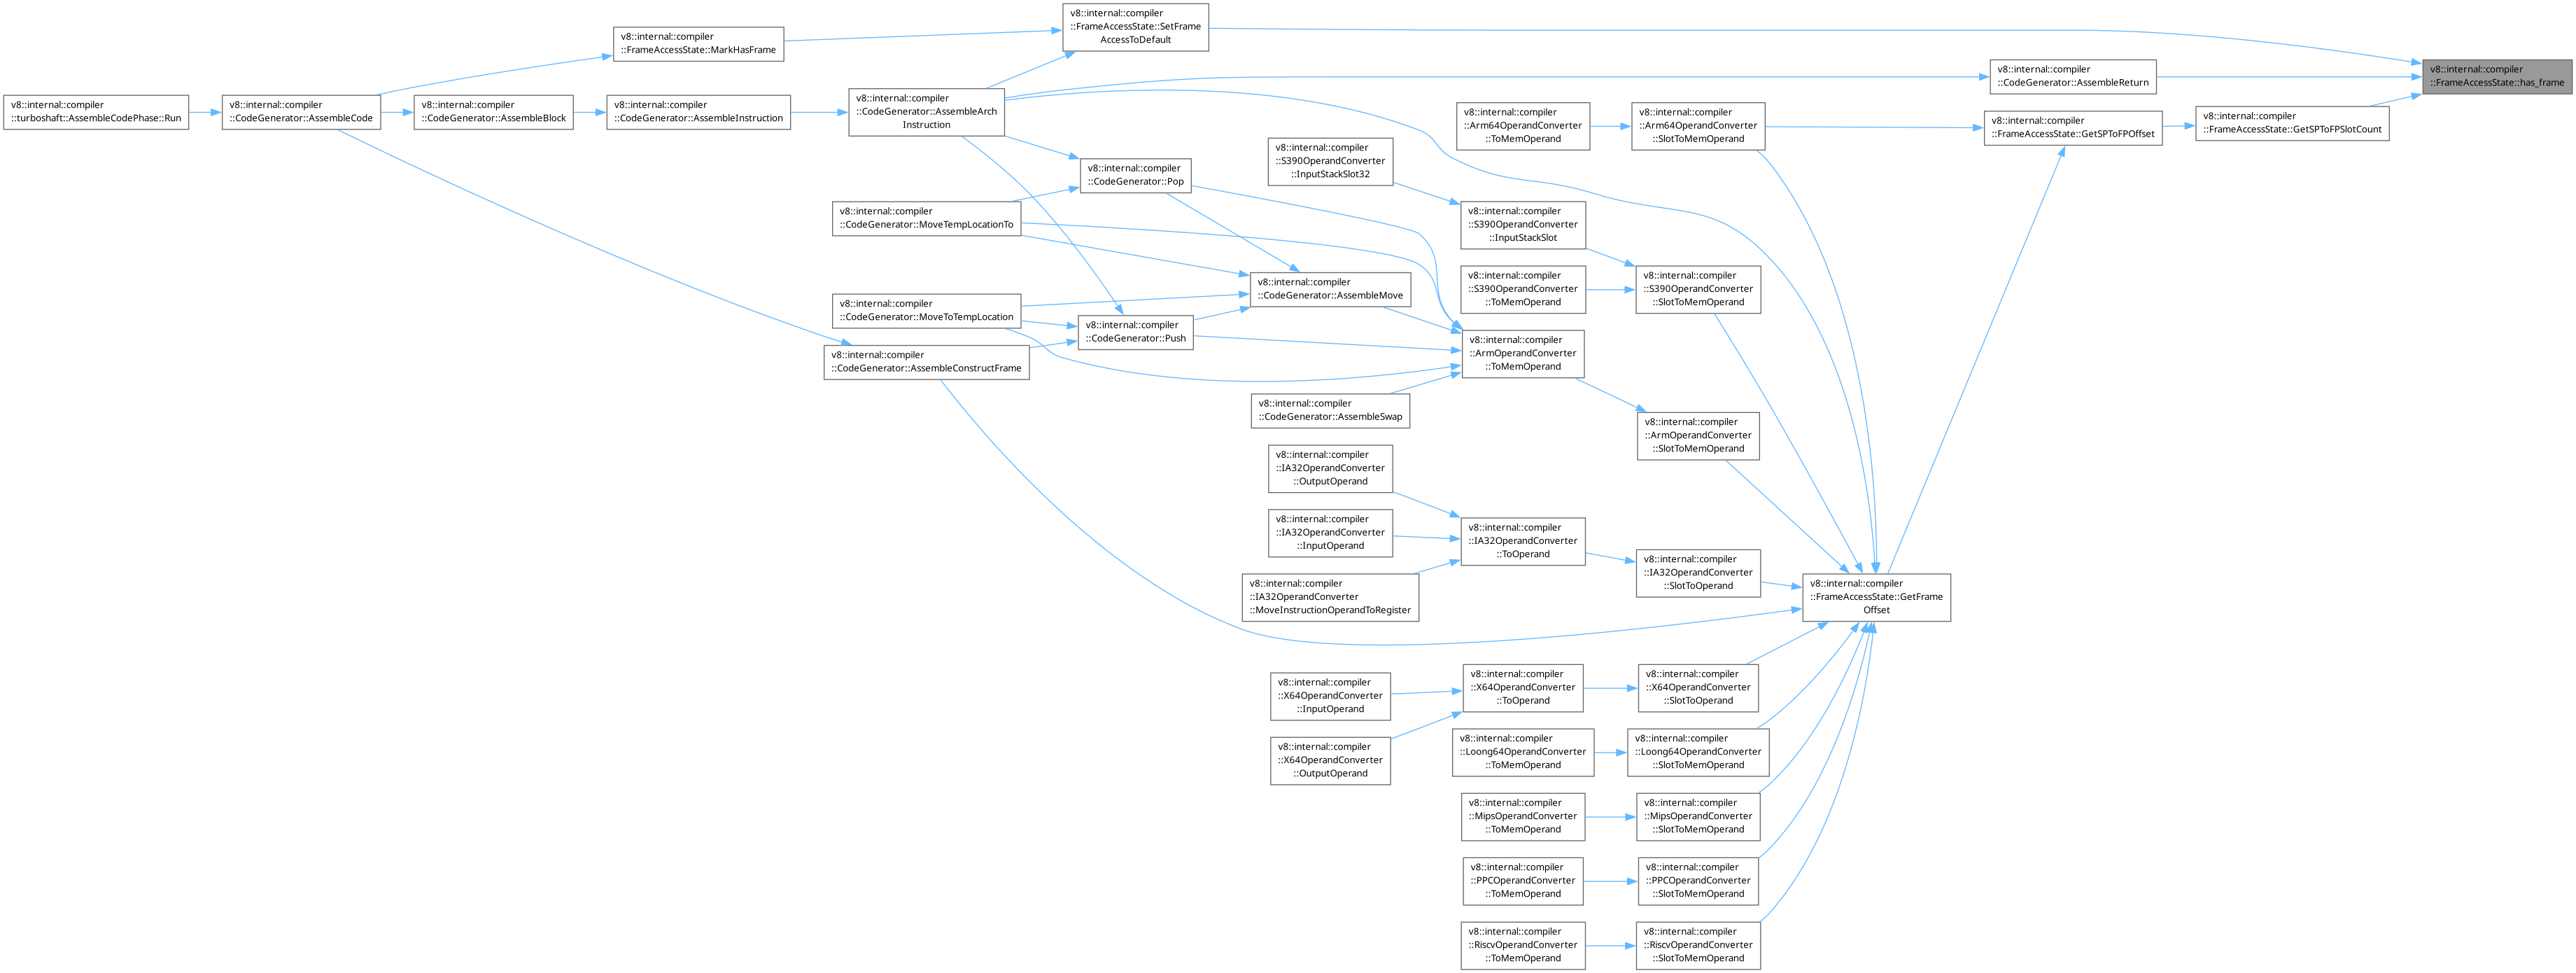 v8::internal::compiler
::turboshaft::AssembleCodePhase::Run
v8::internal::compiler
::CodeGenerator::AssembleCode
v8::internal::compiler
::CodeGenerator::AssembleBlock
v8::internal::compiler
::FrameAccessState::MarkHasFrame
v8::internal::compiler
::CodeGenerator::AssembleInstruction
v8::internal::compiler
::CodeGenerator::AssembleArch
Instruction
v8::internal::compiler
::CodeGenerator::MoveTempLocationTo
v8::internal::compiler
::CodeGenerator::MoveToTempLocation
v8::internal::compiler
::CodeGenerator::AssembleConstructFrame
v8::internal::compiler
::FrameAccessState::SetFrame
AccessToDefault
v8::internal::compiler
::CodeGenerator::Pop
v8::internal::compiler
::CodeGenerator::Push
v8::internal::compiler
::S390OperandConverter
::InputStackSlot32
v8::internal::compiler
::CodeGenerator::AssembleMove
v8::internal::compiler
::CodeGenerator::AssembleSwap
v8::internal::compiler
::IA32OperandConverter
::OutputOperand
v8::internal::compiler
::IA32OperandConverter
::InputOperand
v8::internal::compiler
::IA32OperandConverter
::MoveInstructionOperandToRegister
v8::internal::compiler
::X64OperandConverter
::InputOperand
v8::internal::compiler
::X64OperandConverter
::OutputOperand
v8::internal::compiler
::Arm64OperandConverter
::ToMemOperand
v8::internal::compiler
::S390OperandConverter
::InputStackSlot
v8::internal::compiler
::S390OperandConverter
::ToMemOperand
v8::internal::compiler
::ArmOperandConverter
::ToMemOperand
v8::internal::compiler
::IA32OperandConverter
::ToOperand
v8::internal::compiler
::X64OperandConverter
::ToOperand
v8::internal::compiler
::Loong64OperandConverter
::ToMemOperand
v8::internal::compiler
::MipsOperandConverter
::ToMemOperand
v8::internal::compiler
::PPCOperandConverter
::ToMemOperand
v8::internal::compiler
::RiscvOperandConverter
::ToMemOperand
v8::internal::compiler
::Arm64OperandConverter
::SlotToMemOperand
v8::internal::compiler
::S390OperandConverter
::SlotToMemOperand
v8::internal::compiler
::ArmOperandConverter
::SlotToMemOperand
v8::internal::compiler
::IA32OperandConverter
::SlotToOperand
v8::internal::compiler
::X64OperandConverter
::SlotToOperand
v8::internal::compiler
::Loong64OperandConverter
::SlotToMemOperand
v8::internal::compiler
::MipsOperandConverter
::SlotToMemOperand
v8::internal::compiler
::PPCOperandConverter
::SlotToMemOperand
v8::internal::compiler
::RiscvOperandConverter
::SlotToMemOperand
v8::internal::compiler
::FrameAccessState::GetFrame
Offset
v8::internal::compiler
::CodeGenerator::AssembleReturn
v8::internal::compiler
::FrameAccessState::GetSPToFPOffset
v8::internal::compiler
::FrameAccessState::GetSPToFPSlotCount
v8::internal::compiler
::FrameAccessState::has_frame